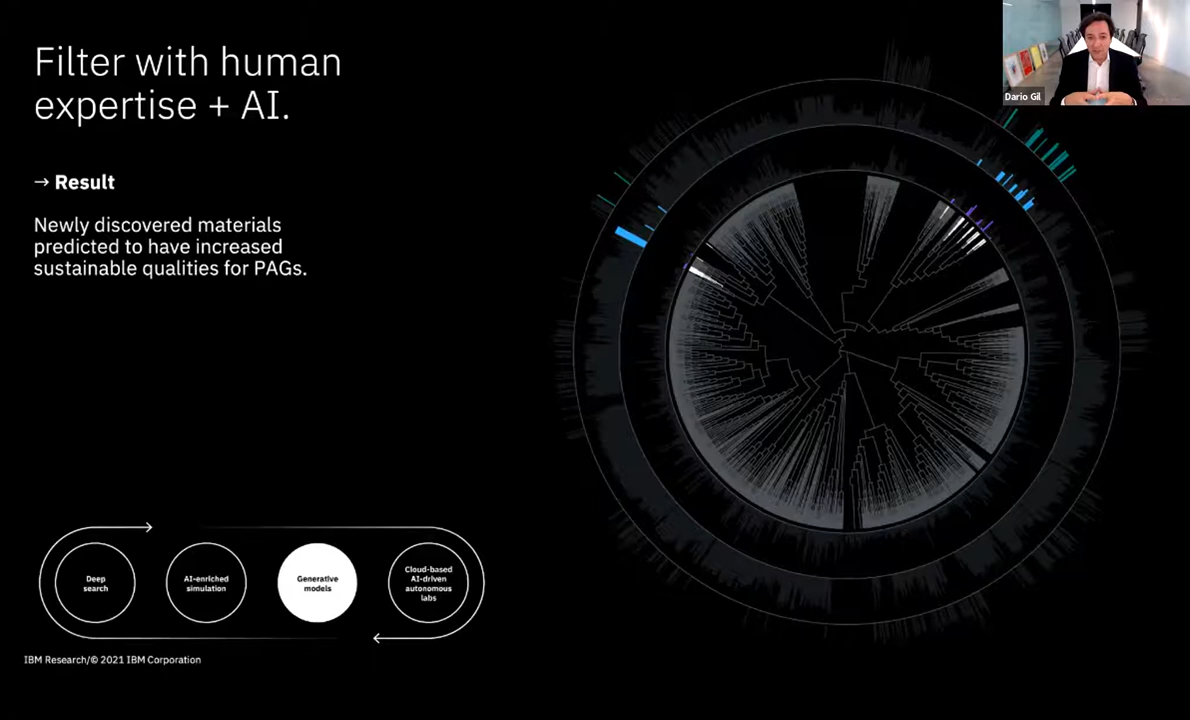 Filter with human
expertise + AI.
→ Result
Newly discovered materials
predicted to have increased
sustainable qualities for PAGs.
Dario Gil
Deep
search
AI-enriched
simulation
Generative
models
Cloud-based
AI-driven
autonomous
labs
IBM Research/© 2021 IBM Corporation